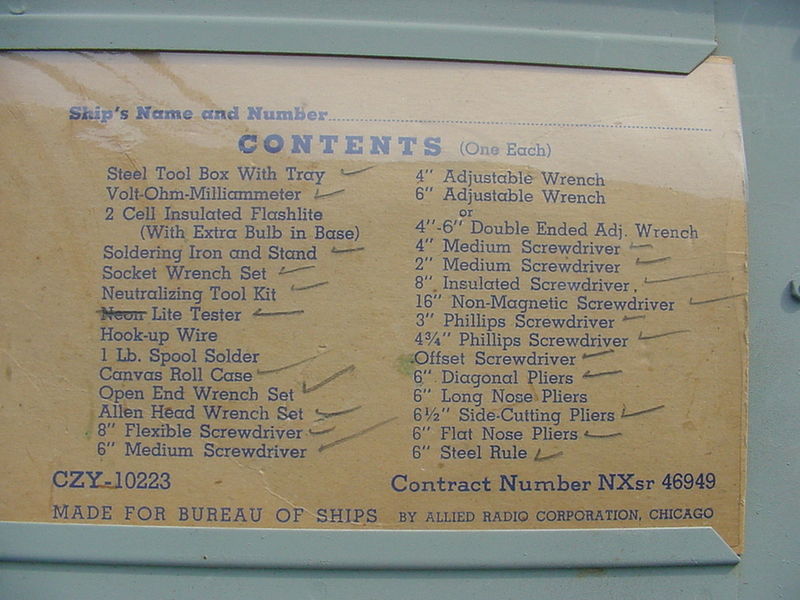 Ship's Name and Number
CONTENTS (One Each)
Steel Tool Box With Tray
Volt-Ohm-Milliammeter
2 Cell Insulated Flashlite
(With Extra Bulb in Base)
Soldering Iron and Stand
Socket Wrench Set
Neutralizing Tool Kit
Neon Lite Tester
Hook-up Wire
1 Lb. Spool Solder
Canvas Roll Case
Open End Wrench Set
Allen Head Wrench Set
8" Flexible Screwdriver
6" Medium Screwdriver
4" Adjustable Wrench
6" Adjustable Wrench
or
4"-6" Double Ended Adj. Wrench
4" Medium Screwdriver
2" Medium Screwdriver
8" Insulated Screwdriver
16" Non-Magnetic Screwdriver
3" Phillips Screwdriver
4¾" Phillips Screwdriver
Offset Screwdriver
6" Diagonal Pliers
6" Long Nose Pliers
6½" Side-Cutting Pliers
6" Flat Nose Pliers
6" Steel Rule
CZY-10223
Contract Number NXsr 46949
MADE FOR BUREAU OF SHIPS BY ALLIED RADIO CORPORATION, CHICAGO